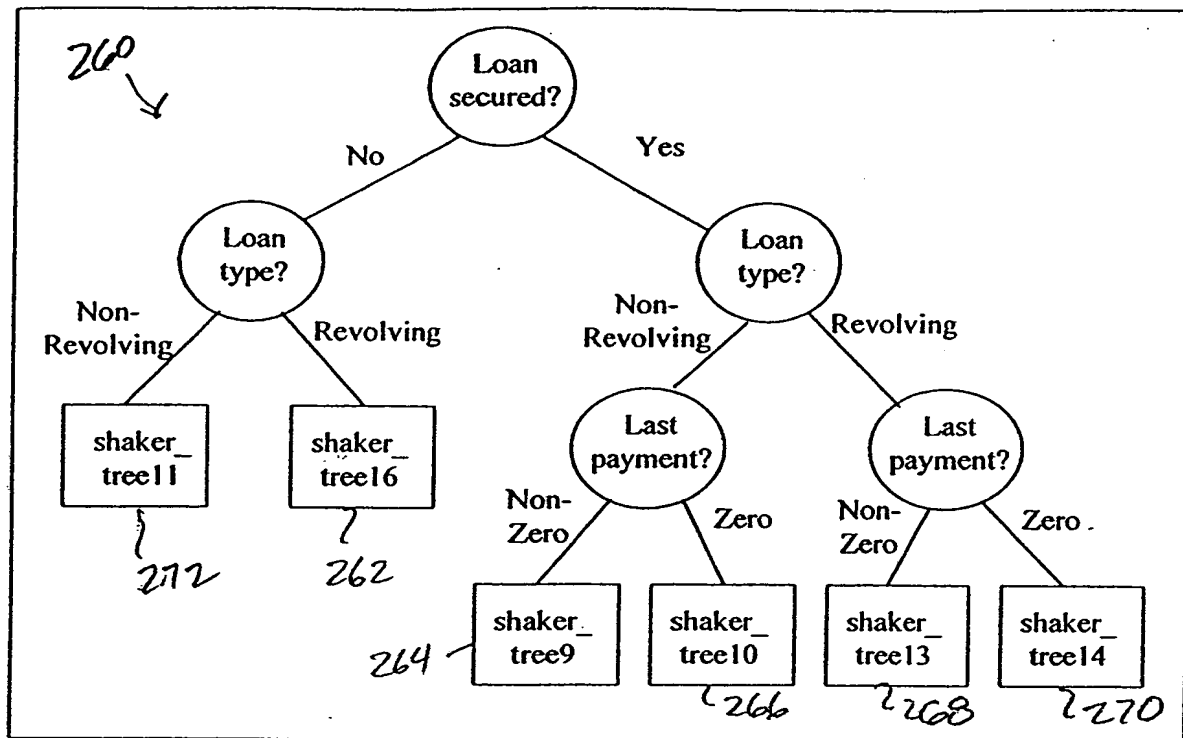 260
Loan
secured?
No
Yes
Loan
type?
Loan
type?
Non-
Revolving
Revolving
Non-
Revolving
Revolving
shaker_
tree11
shaker_
tree16
Last
payment?
Last
payment?
272
262
Non-
Zero
Zero
Non-
Zero
Zero
264
shaker_
tree9
shaker_
tree10
shaker_
tree13
shaker_
tree14
266
268
270